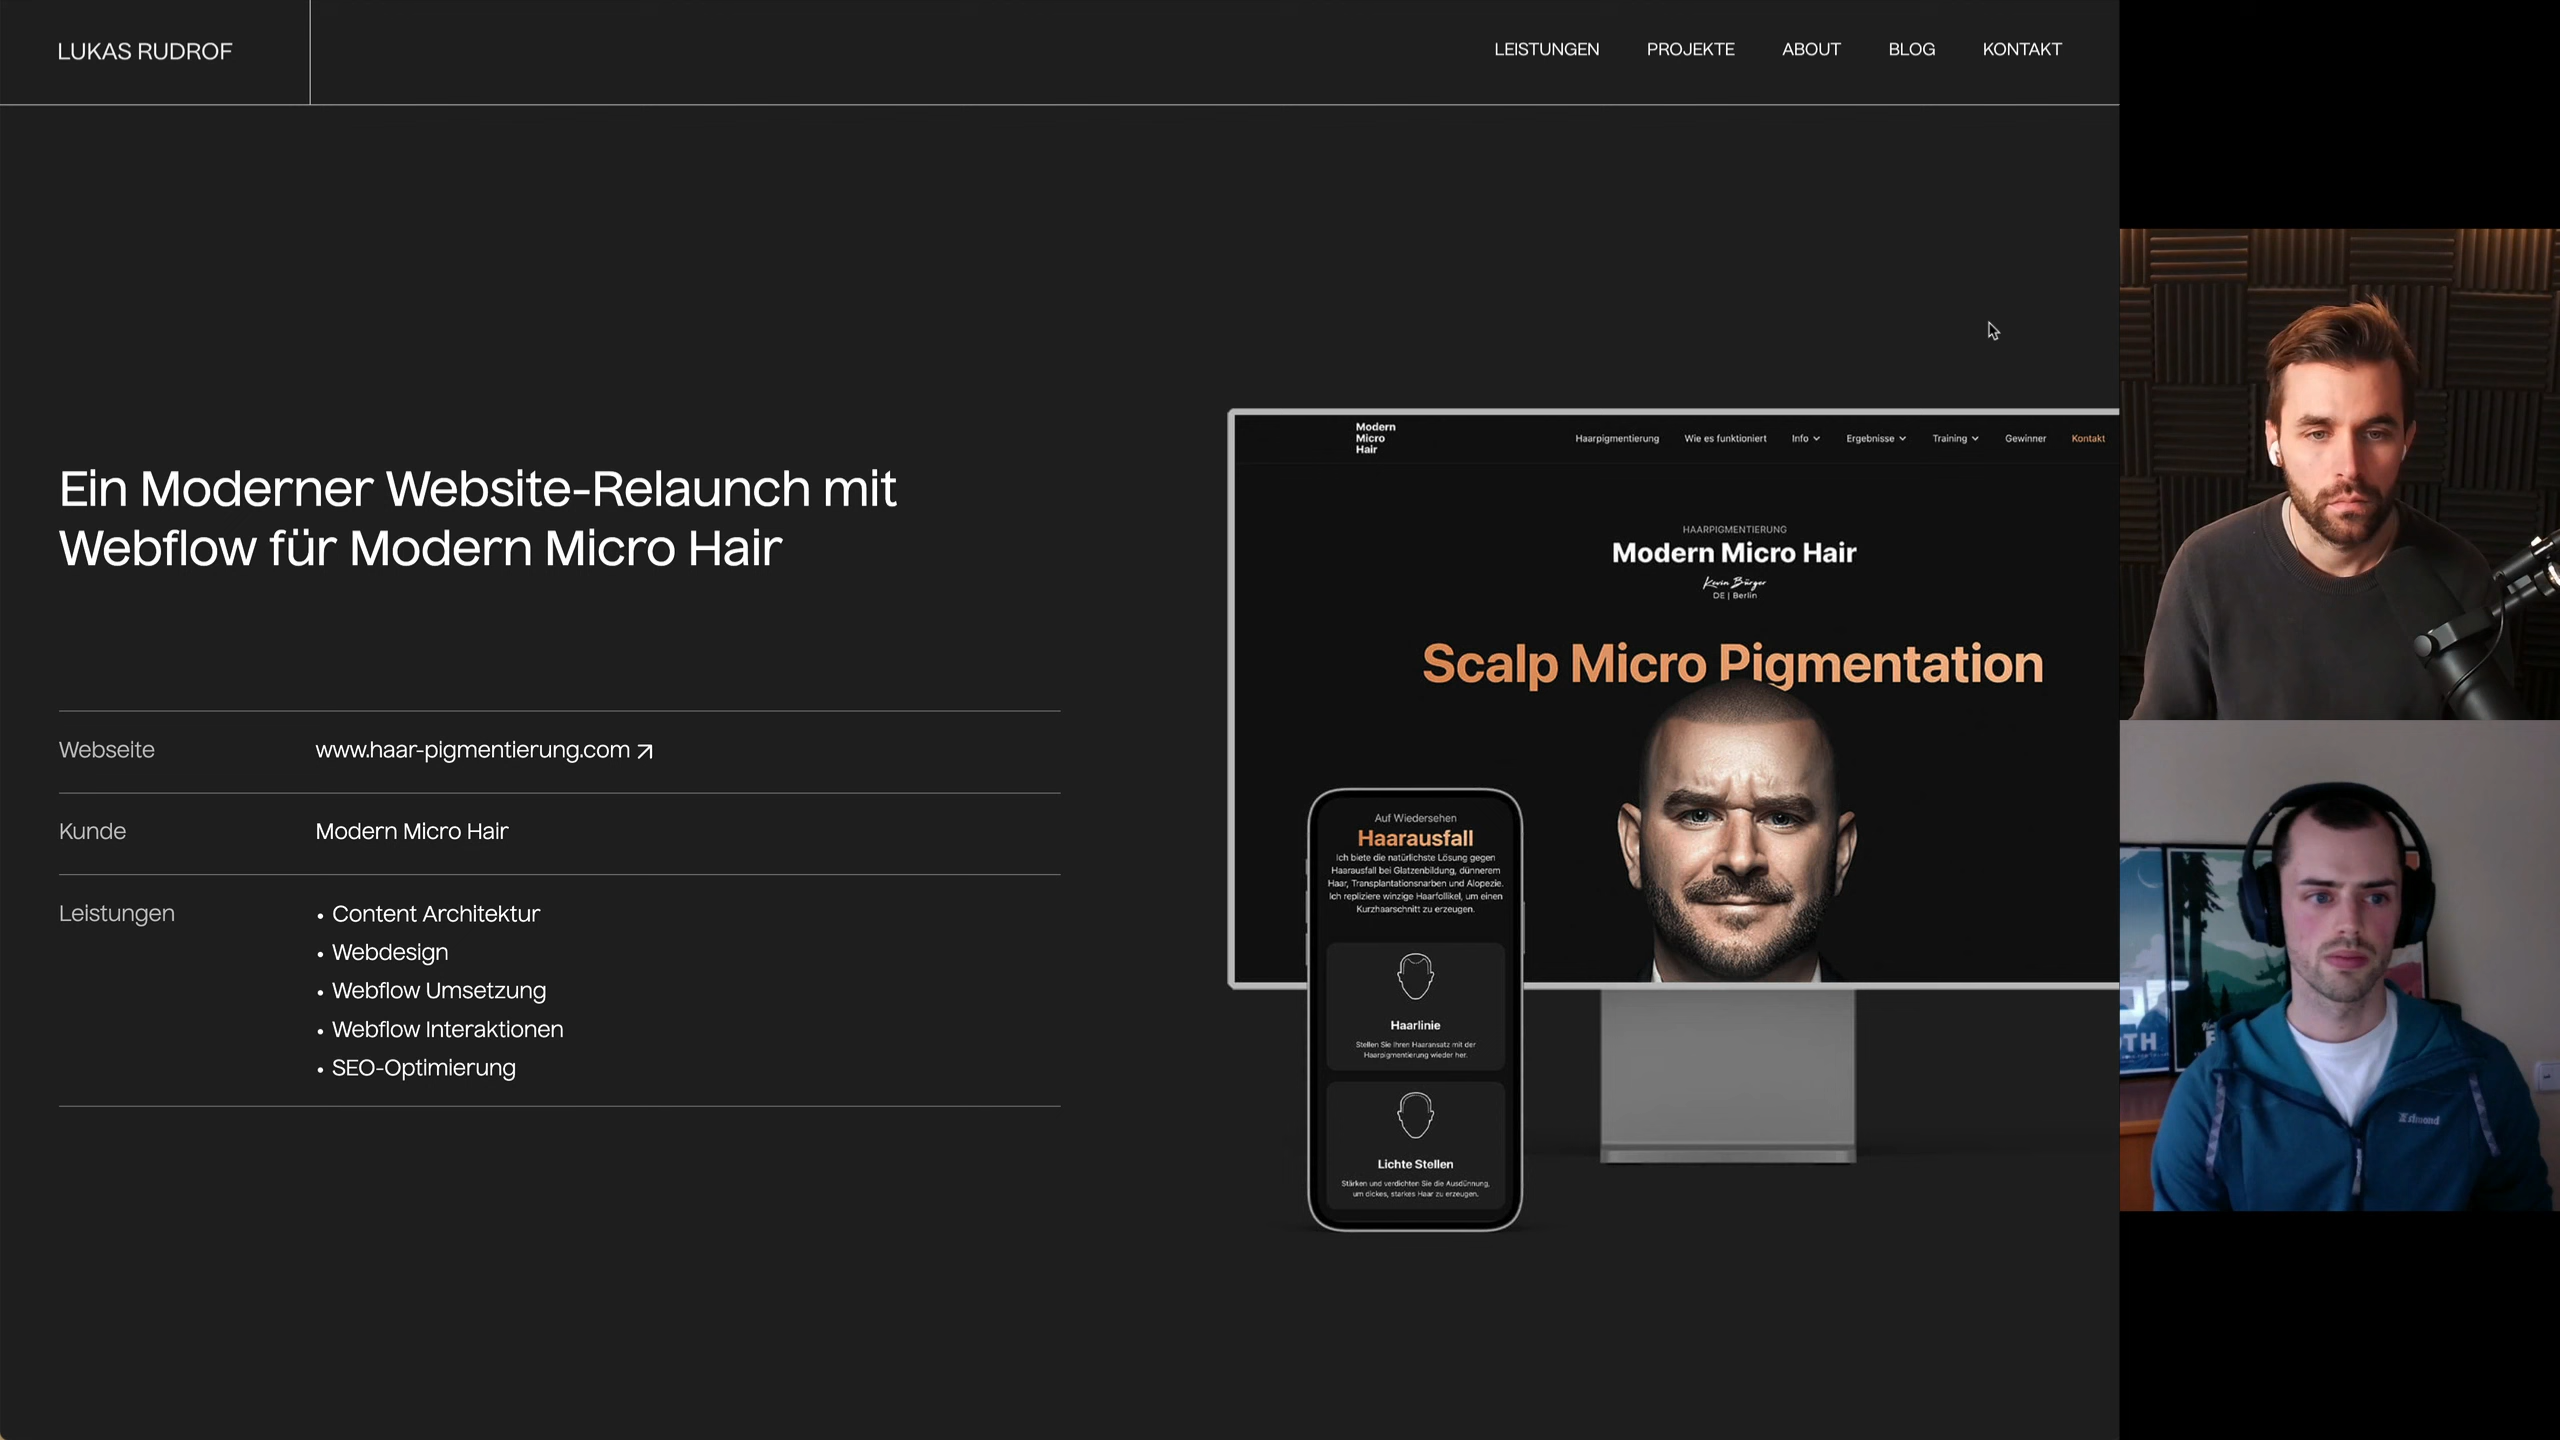 LUKAS RUDROF
LEISTUNGEN PROJEKTE ABOUT BLOG KONTAKT
Ein Moderner Website-Relaunch mit
Webflow für Modern Micro Hair
Webseite www.haar-pigmentierung.com
Kunde Modern Micro Hair
Leistungen
• Content Architektur
• Webdesign
• Webflow Umsetzung
• Webflow Interaktionen
• SEO-Optimierung
Modern
Micro
Hair
Haarpigmentierung Wie es funktioniert Info Ergebnisse Training Gewinner Kontakt
HAARPIGMENTIERUNG
Modern Micro Hair
Kevin Bürger
DE | Berlin
Scalp Micro Pigmentation
Auf Wiedersehen
Haarausfall
Ich biete die natürlichste Lösung gegen
Haarausfall bei Glatzenbildung, dünnerem
Haar, Transplantationsnarben und Alopezie.
Ich repliziere winzige Haarfollikel, um einen
Kurzhaarschnitt zu erzeugen.
Haarlinie
Stellen Sie Ihren Haaransatz mit der
Haarpigmentierung wieder her.
Lichte Stellen
Stärken und verdichten Sie die Ausdünnung,
um dickes, starkes Haar zu erzeugen.
TH